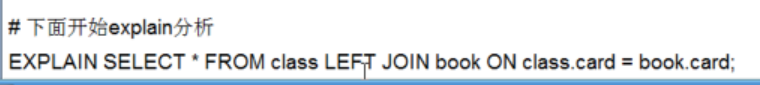 # 下面开始explain分析
EXPLAIN SELECT * FROM class LEFT JOIN book ON class.card = book.card;